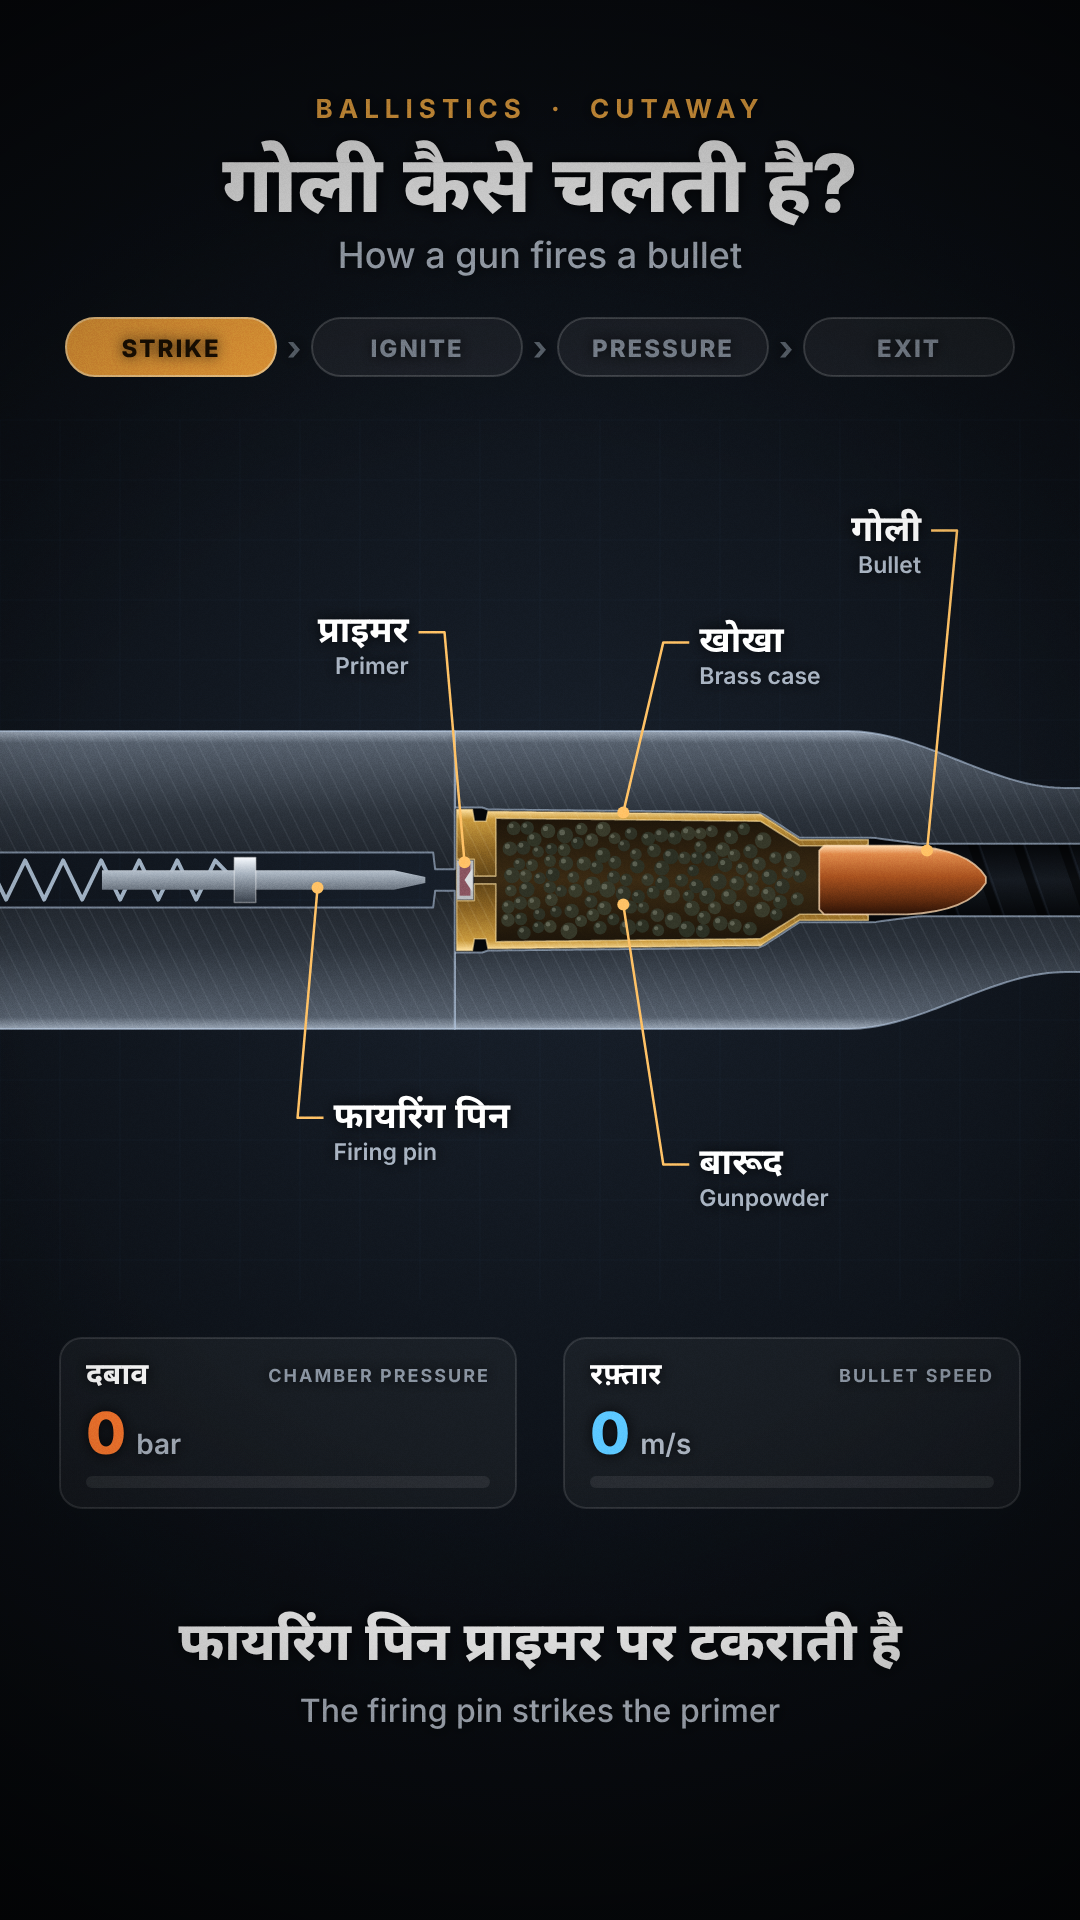 BALLISTICS · CUTAWAY
गोली कैसे चलती है?
How a gun fires a bullet
STRIKE › IGNITE › PRESSURE › EXIT
गोली
Bullet
प्राइमर
Primer
खोखा
Brass case
फायरिंग पिन
Firing pin
बारूद
Gunpowder
दबाव CHAMBER PRESSURE
0 bar
रफ़्तार BULLET SPEED
0 m/s
फायरिंग पिन प्राइमर पर टकराती है
The firing pin strikes the primer